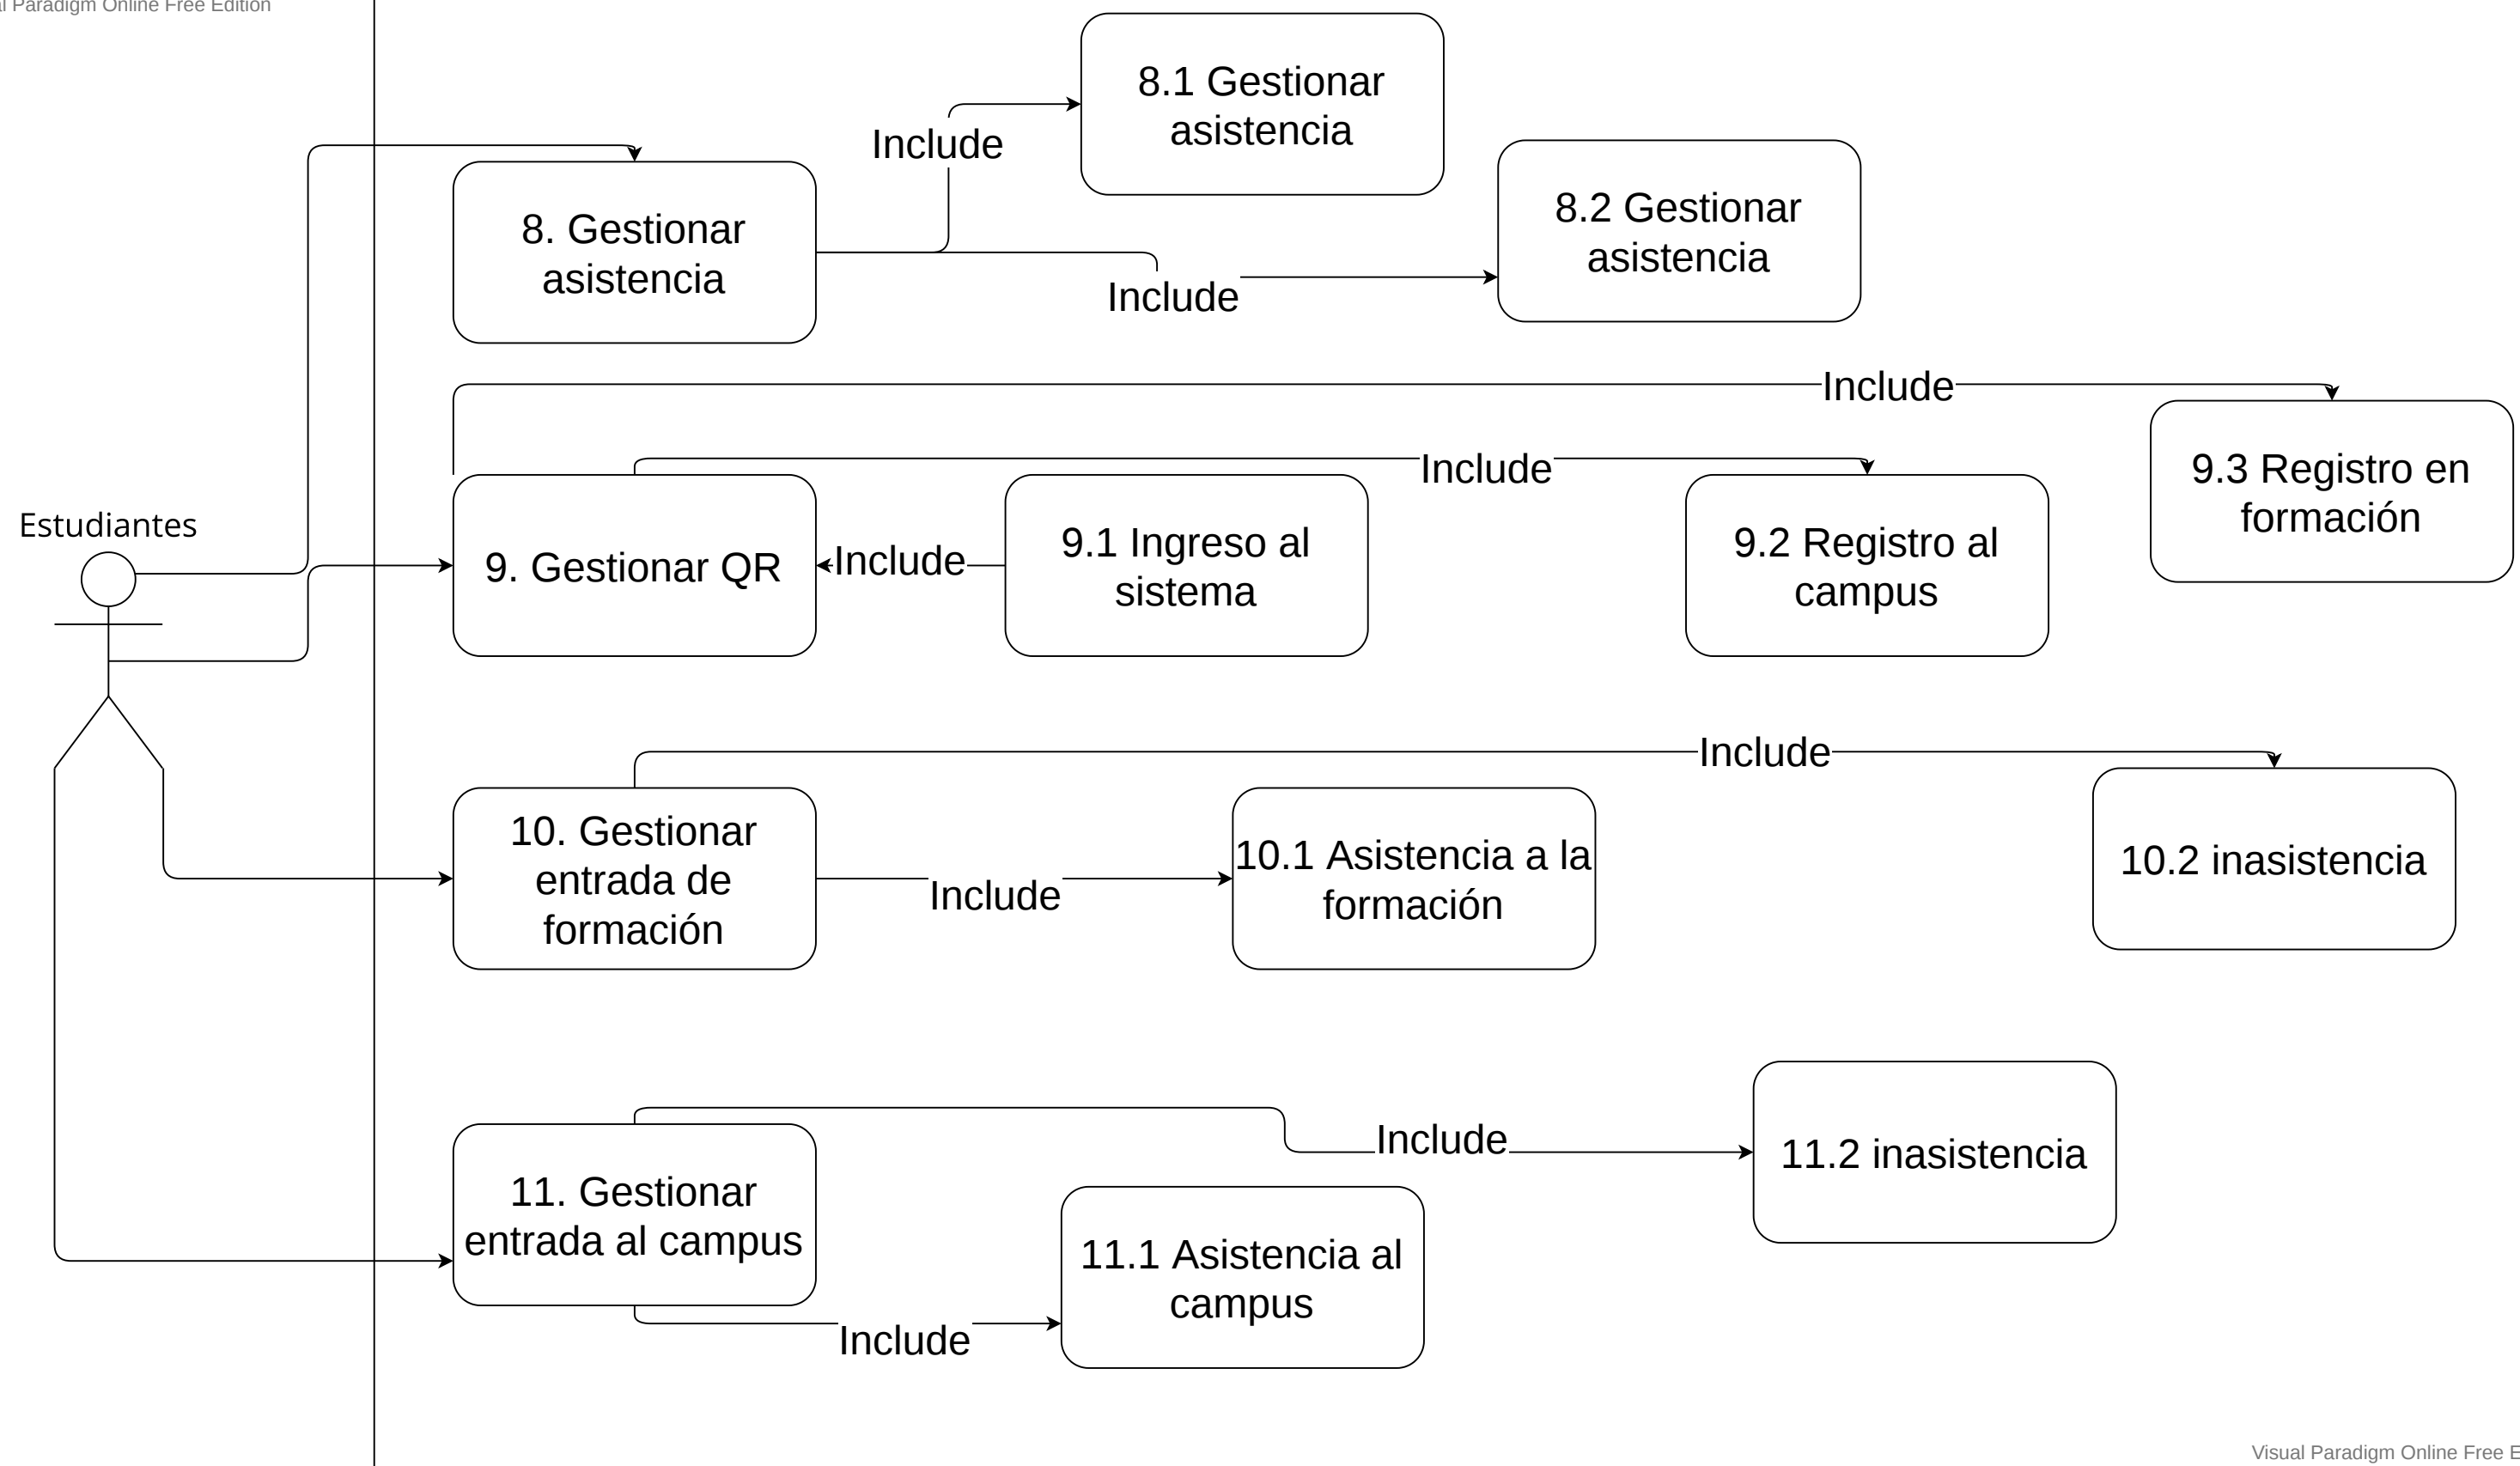 al Paradigm Online Free Edition
8.1 Gestionar
asistencia
Include
8.2 Gestionar
asistencia
8. Gestionar
asistencia
Include
Include
9.3 Registro en
formación
Include
Estudiantes
9. Gestionar QR
Include
9.1 Ingreso al
sistema
9.2 Registro al
campus
Include
10. Gestionar
entrada de
formación
Include
10.1 Asistencia a la
formación
10.2 inasistencia
Include
11.2 inasistencia
11. Gestionar
entrada al campus
11.1 Asistencia al
campus
Include
Visual Paradigm Online Free E